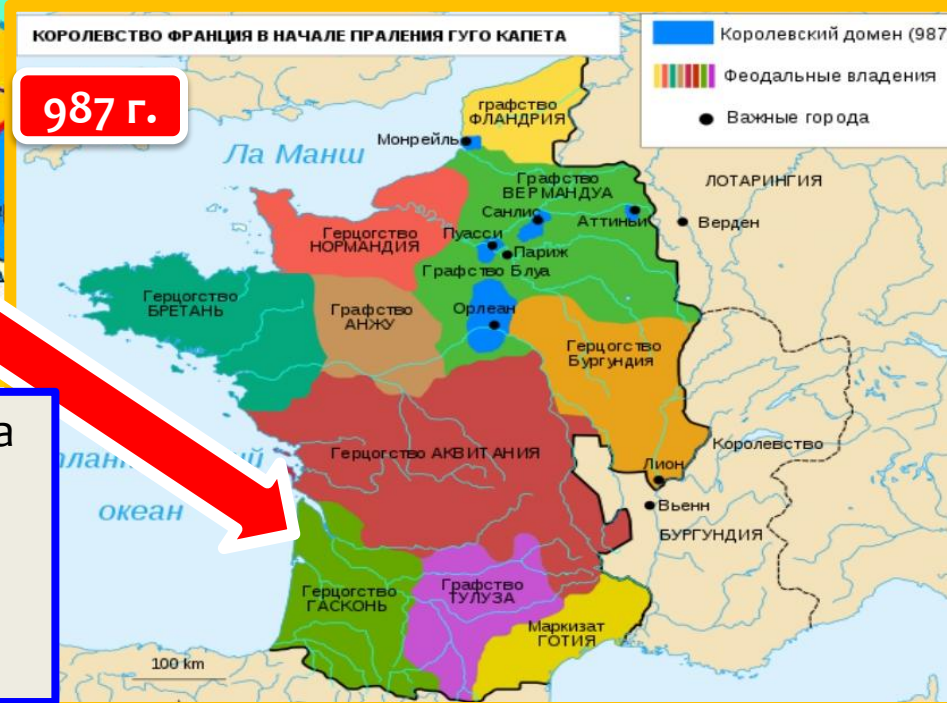 КОРОЛЕВСТВО ФРАНЦИЯ В НАЧАЛЕ ПРАЛЕНИЯ ГУГО КАПЕТА
987 г.
Королевский домен (987
Феодальные владения
Важные города
графство
ФЛАНДРИЯ
Монрейль
Ла Манш
Графство
ВЕРМАНДУА
ЛОТАРИНГИЯ
Санлис
Аттиньи
Верден
Пуасси
Париж
Герцогство
НОРМАНДИЯ
Графство Блуа
Герцогство
БРЕТАНЬ
Графство
АНЖУ
Орлеан
Герцогство
Бургундия
а
Герцогство АКВИТАНИЯ
Королевство
Лион
океан
Вьенн
БУРГУНДИЯ
Герцогство
ГАСКОНЬ
Графство
ТУЛУЗА
Маркизат
ГОТИЯ
100 km